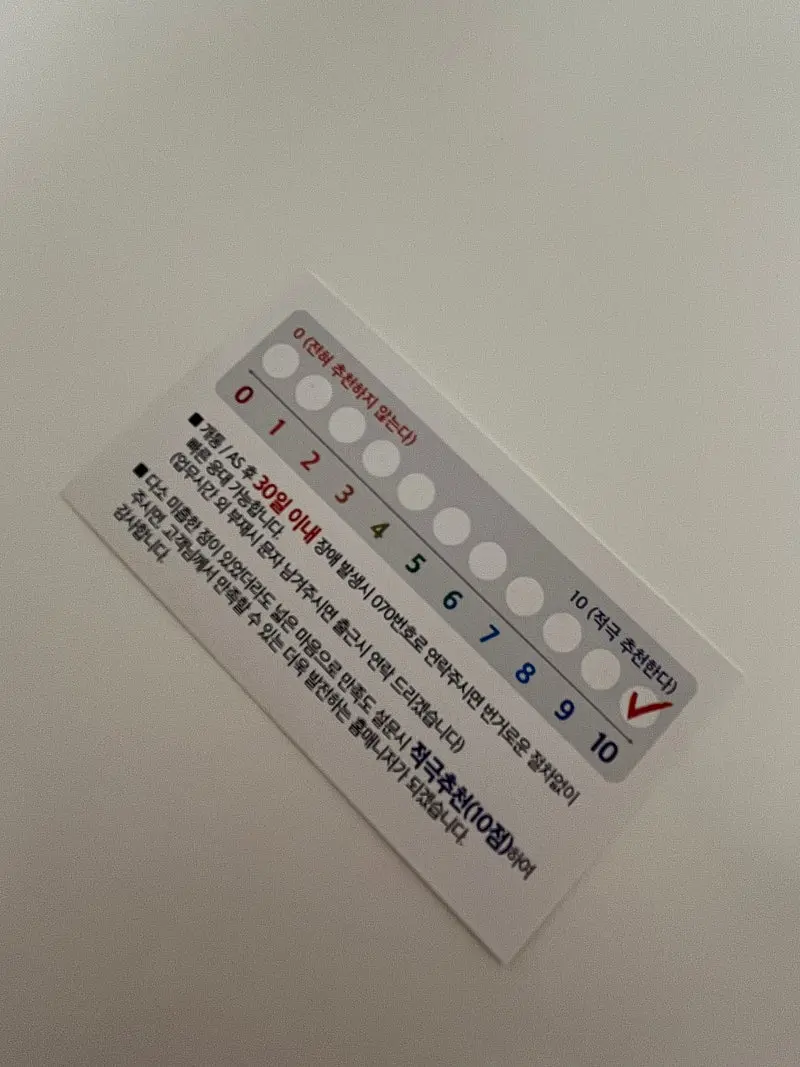 0 (전혀 추천하지 않는다)
10 (적극 추천한다)
0 1 2 3 4 5 6 7 8 9 10
■ 개통 / AS 후 30일 이내 장애 발생시 070번호로 연락주시면 번거로운 절차없이
빠른 응대 가능합니다.
(업무시간 외 부재시 문자 남겨주시면 출근시 연락 드리겠습니다)
■ 다소 미흡한 점이 있었더라도 넓은 마음으로 만족도 설문시 적극추천(10점)하여
주시면, 고객님께서 만족할 수 있는 더욱 발전하는 홈매니저가 되겠습니다.
감사합니다.